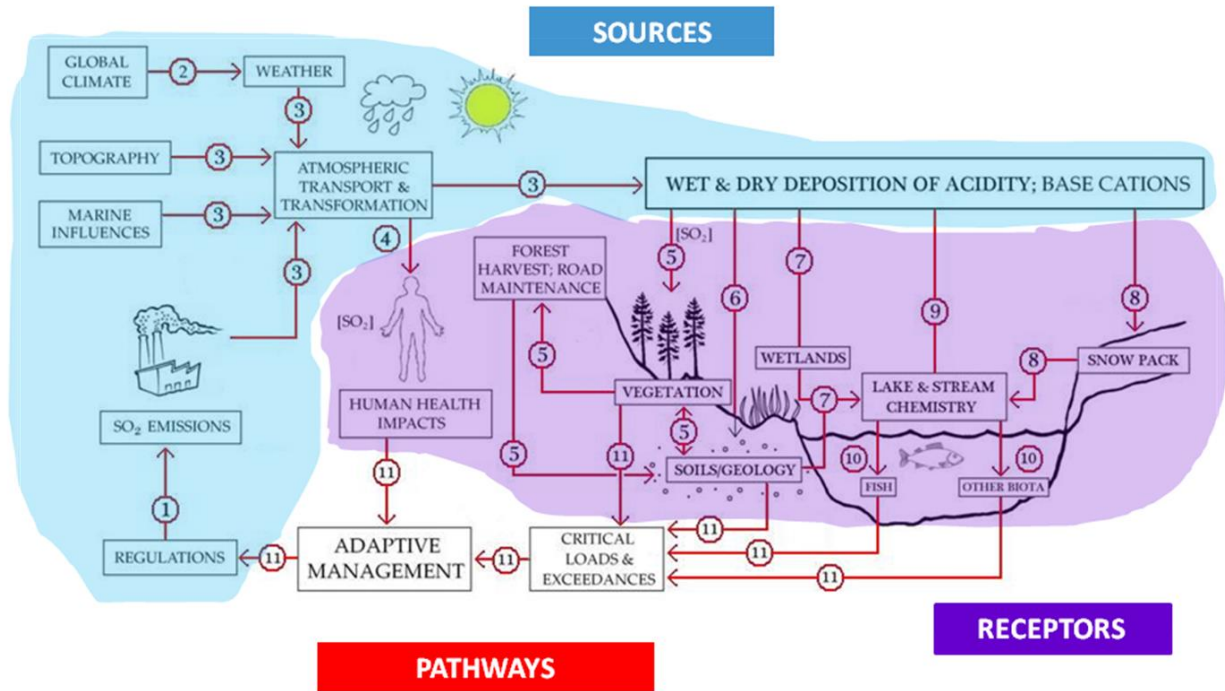 SOURCES
GLOBAL
CLIMATE
2
WEATHER
3
TOPOGRAPHY
3
ATMOSPHERIC
TRANSPORT &
TRANSFORMATION
3
WET & DRY DEPOSITION OF ACIDITY; BASE CATIONS
MARINE
INFLUENCES
3
3
4
[SO₂]
5
6
7
9
8
FOREST
HARVEST; ROAD
MAINTENANCE
[SO₂]
5
WETLANDS
8
SNOW PACK
VEGETATION
7
LAKE & STREAM
CHEMISTRY
HUMAN HEALTH
IMPACTS
SO₂ EMISSIONS
5
11
5
SOILS/GEOLOGY
10
10
FISH
OTHER BIOTA
11
1
11
11
11
REGULATIONS
11
ADAPTIVE
MANAGEMENT
11
CRITICAL
LOADS &
EXCEEDANCES
RECEPTORS
PATHWAYS